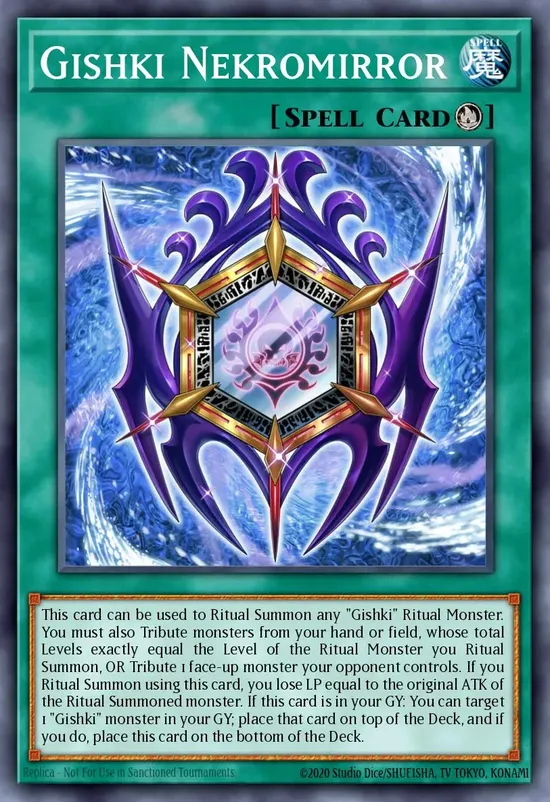 GISHKI NEKROMIRROR
SPELL
魔
[SPELL CARD]
This card can be used to Ritual Summon any "Gishki" Ritual Monster.
You must also Tribute monsters from your hand or field, whose total
Levels exactly equal the Level of the Ritual Monster you Ritual
Summon, OR Tribute 1 face-up monster your opponent controls. If you
Ritual Summon using this card, you lose LP equal to the original ATK of
the Ritual Summoned monster. If this card is in your GY: You can target
1 "Gishki" monster in your GY; place that card on top of the Deck, and if
you do, place this card on the bottom of the Deck.
Replica - Not For Use in Sanctioned Tournaments
©2020 Studio Dice/SHUEISHA, TV TOKYO, KONAMI